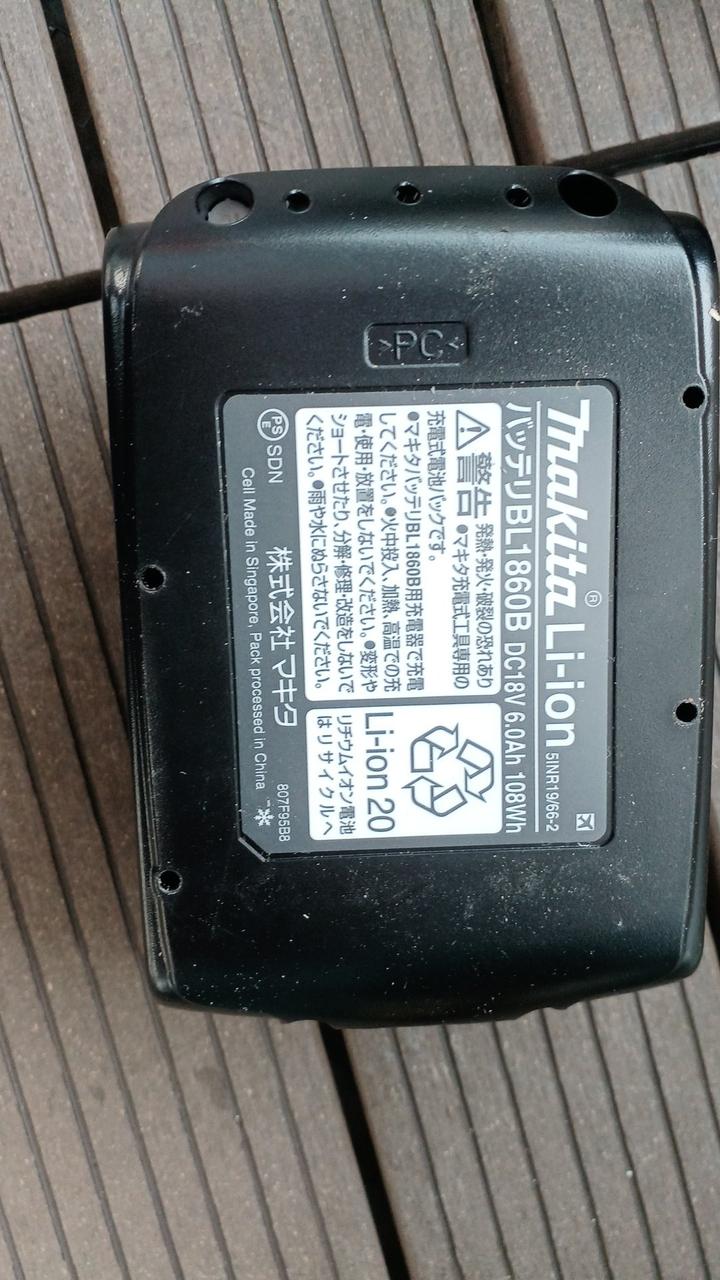 >PC<
makita® Li-ion 5INR19/66-2
バッテリBL1860B DC18V 6.0Ah 108Wh
警告 発熱・発火・破裂の恐れあり
●マキタ充電式工具専用の
充電式電池パックです。
●マキタバッテリBL1860B用充電器で充電
してください。●火中投入、加熱、高温での充
電・使用・放置をしないでください。●変形や
ショートさせたり、分解・修理・改造をしないで
ください。●雨や水にぬらさないでください。
Li-ion 20
リチウムイオン電池
はリサイクルへ
PS
E
SDN
株式会社 マキタ
Cell Made in Singapore, Pack processed in China
807F95B8